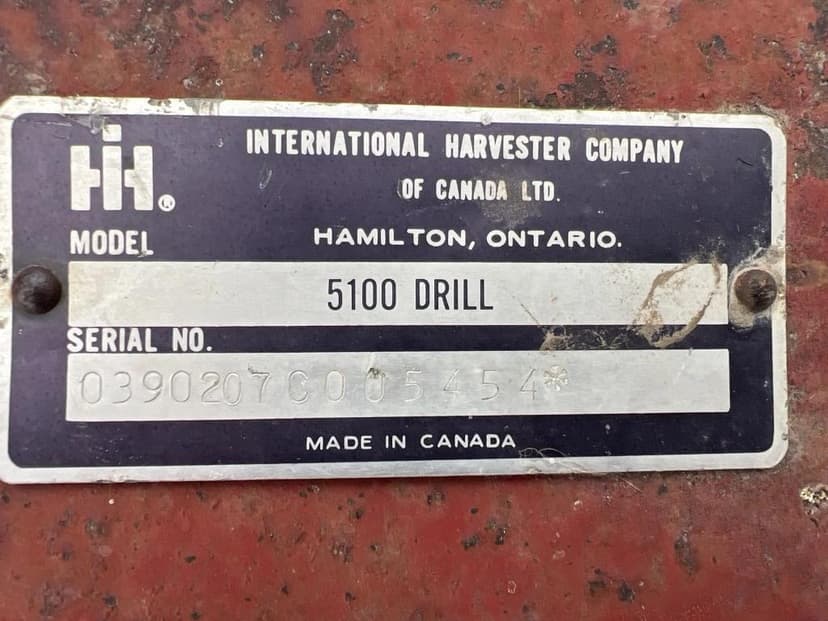 IH®
INTERNATIONAL HARVESTER COMPANY
OF CANADA LTD.
MODEL HAMILTON, ONTARIO.
5100 DRILL
SERIAL NO.
0390207C005454*
MADE IN CANADA